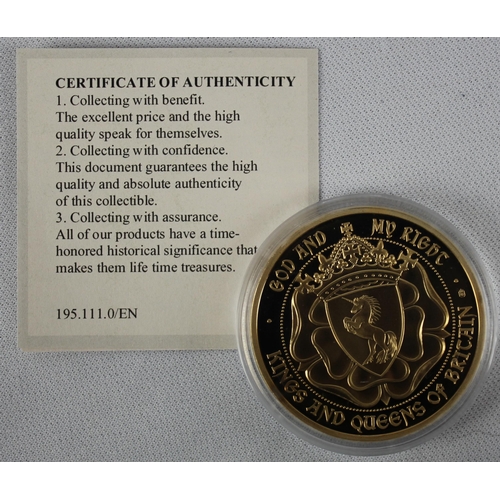 CERTIFICATE OF AUTHENTICITY
1. Collecting with benefit.
The excellent price and the high
quality speak for themselves.
2. Collecting with confidence.
This document guarantees the high
quality and absolute authenticity
of this collectible.
3. Collecting with assurance.
All of our products have a time-
honored historical significance that
makes them life time treasures.
195.111.0/EN
GOD AND MY RIGHT
KINGS AND QUEENS OF BRITAIN